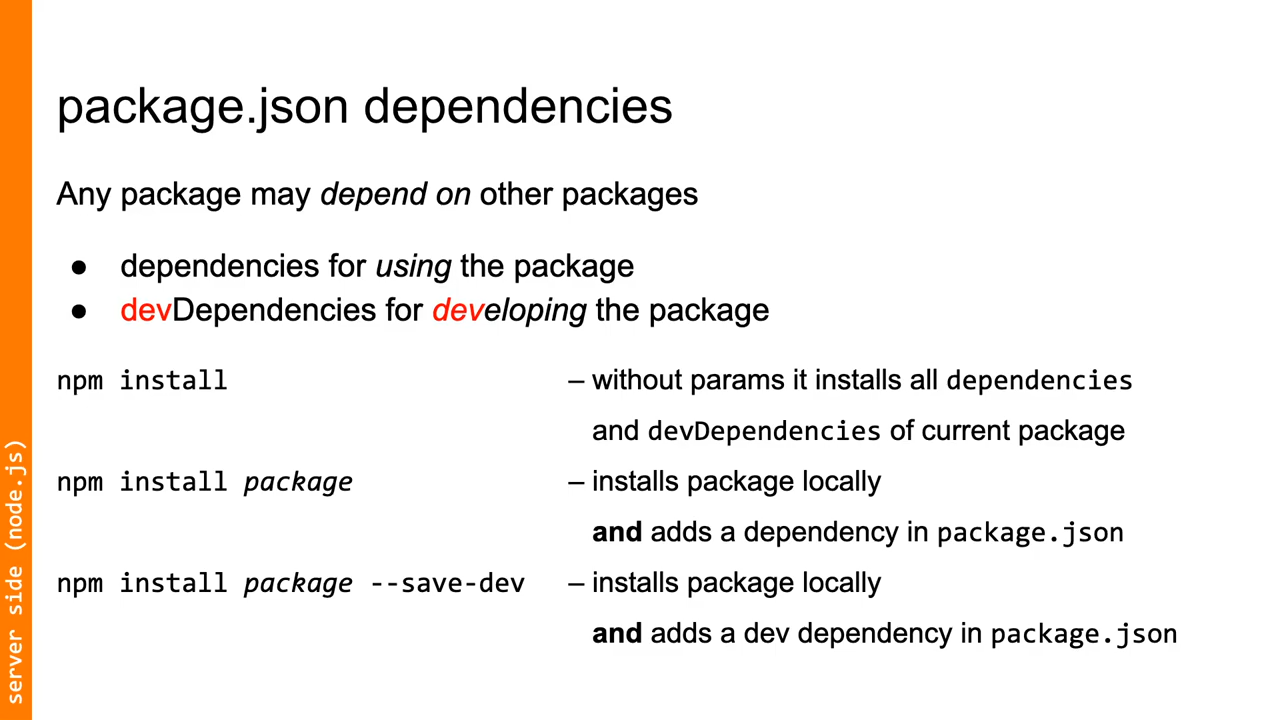 package.json dependencies
Any package may depend on other packages
● dependencies for using the package
● devDependencies for developing the package
npm install – without params it installs all dependencies
and devDependencies of current package
npm install package – installs package locally
and adds a dependency in package.json
npm install package --save-dev – installs package locally
and adds a dev dependency in package.json
server side (node.js)